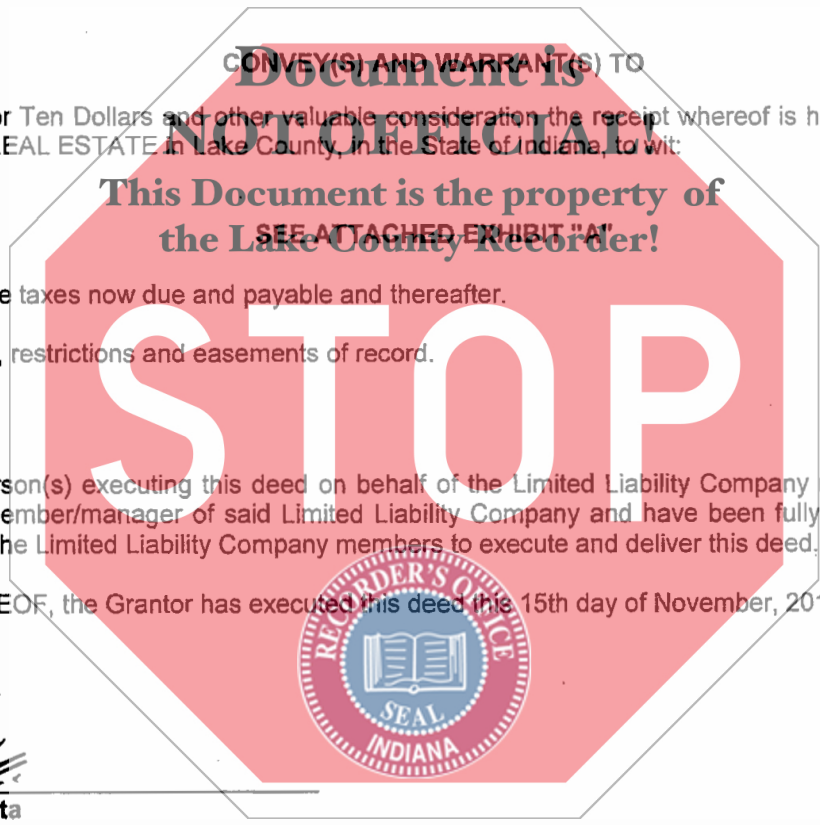 CONVEY(S) AND WARRANT(S) TO
Document is
r Ten Dollars and other valuable consideration the receipt whereof is h
EAL ESTATE in Lake County, in the State of Indiana, to wit:
NOT OFFICIAL!
This Document is the property of
SEE ATTACHED EXHIBIT "A"
the Lake County Recorder!
e taxes now due and payable and thereafter.
, restrictions and easements of record.
STOP
rson(s) executing this deed on behalf of the Limited Liability Company
ember/manager of said Limited Liability Company and have been fully
he Limited Liability Company members to execute and deliver this deed.
EOF, the Grantor has executed this deed this 15th day of November, 201
RECORDER'S OFFICE
SEAL
INDIANA
ta